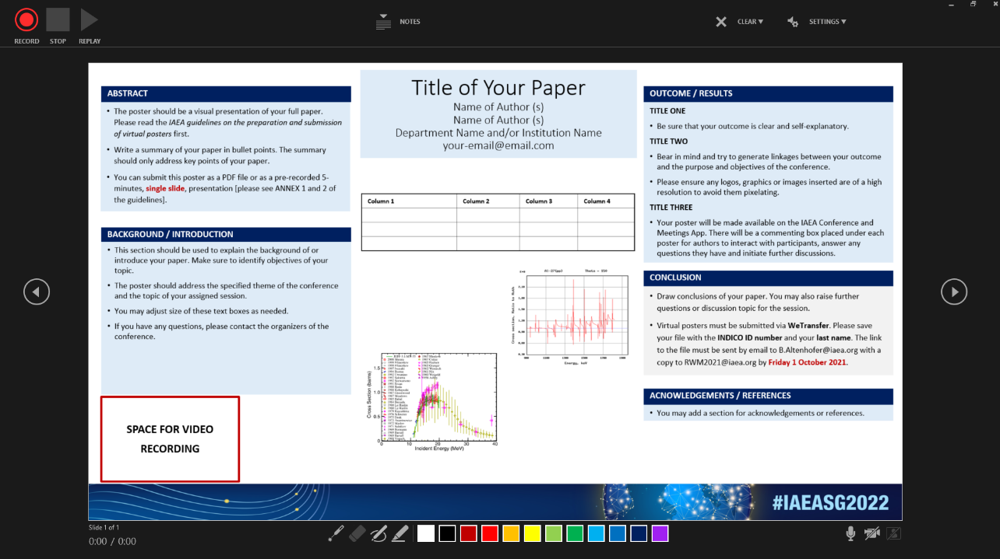 RECORD
STOP
REPLAY
NOTES
CLEAR
SETTINGS
ABSTRACT
• The poster should be a visual presentation of your full paper.
Please read the IAEA guidelines on the preparation and submission
of virtual posters first.
• Write a summary of your paper in bullet points. The summary
should only address key points of your paper.
• You can submit this poster as a PDF file or as a pre-recorded 5-
minutes, single slide, presentation [please see ANNEX 1 and 2 of
the guidelines].
BACKGROUND / INTRODUCTION
• This section should be used to explain the background of or
introduce your paper. Make sure to identify objectives of your
topic.
• The poster should address the specified theme of the conference
and the topic of your assigned session.
• You may adjust size of these text boxes as needed.
• If you have any questions, please contact the organizers of the
conference.
SPACE FOR VIDEO
RECORDING
Title of Your Paper
Name of Author (s)
Name of Author (s)
Department Name and/or Institution Name
your-email@email.com
Column 1 Column 2 Column 3 Column 4
Energy, keV
Cross Section (barns)
1.5
1.0
0.5
0
0 10 20 30 40
Incident Energy (MeV)
OUTCOME / RESULTS
TITLE ONE
• Be sure that your outcome is clear and self-explanatory.
TITLE TWO
• Bear in mind and try to generate linkages between your outcome
and the purpose and objectives of the conference.
• Please ensure any logos, graphics or images inserted are of a high
resolution to avoid them pixelating.
TITLE THREE
• Your poster will be made available on the IAEA Conference and
Meetings App. There will be a commenting box placed under each
poster for authors to interact with participants, answer any
questions they have and initiate further discussions.
CONCLUSION
• Draw conclusions of your paper. You may also raise further
questions or discussion topic for the session.
• Virtual posters must be submitted via WeTransfer. Please save
your file with the INDICO ID number and your last name. The link
to the file must be sent by email to B.Altenhofer@iaea.org with a
copy to RWM2021@iaea.org by Friday 1 October 2021.
ACNOWLEDGEMENTS / REFERENCES
• You may add a section for acknowledgements or references.
#IAEASG2022
Slide 1 of 1
0:00 / 0:00